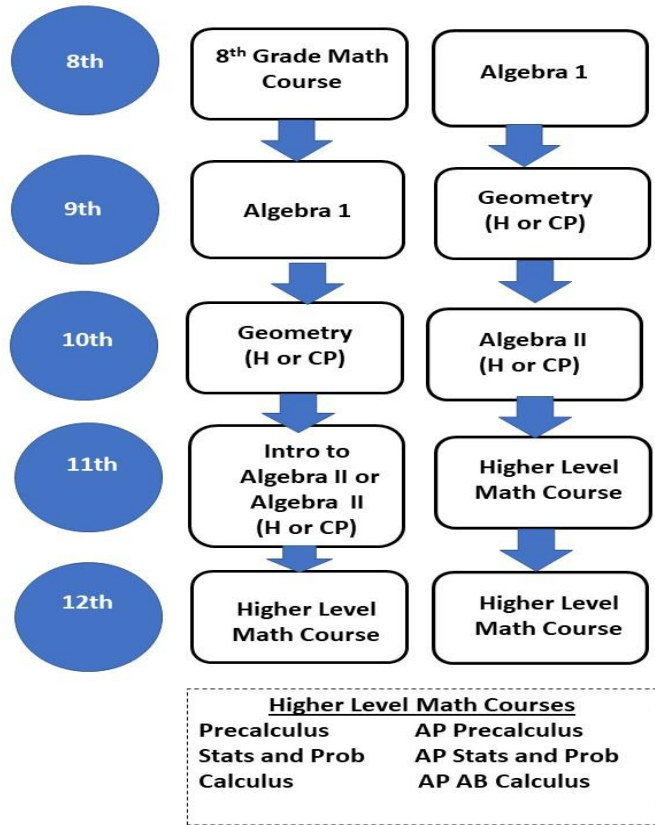 8th
8th Grade Math
Course
Algebra 1
9th
Algebra 1
Geometry
(H or CP)
10th
Geometry
(H or CP)
Algebra II
(H or CP)
11th
Intro to
Algebra II or
Algebra II
(H or CP)
Higher Level
Math Course
12th
Higher Level
Math Course
Higher Level
Math Course
Higher Level Math Courses
Precalculus AP Precalculus
Stats and Prob AP Stats and Prob
Calculus AP AB Calculus